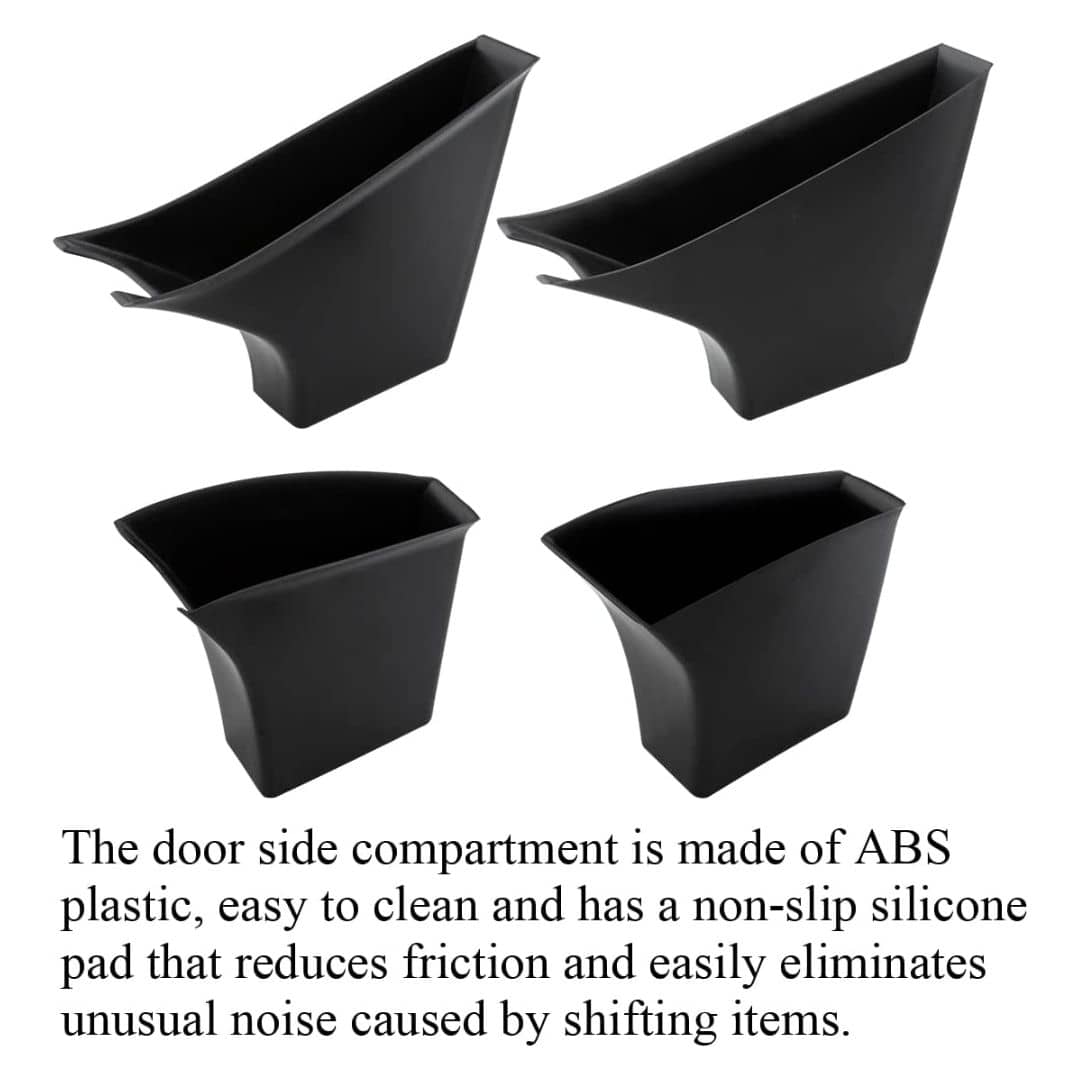 The door side compartment is made of ABS
plastic, easy to clean and has a non-slip silicone
pad that reduces friction and easily eliminates
unusual noise caused by shifting items.